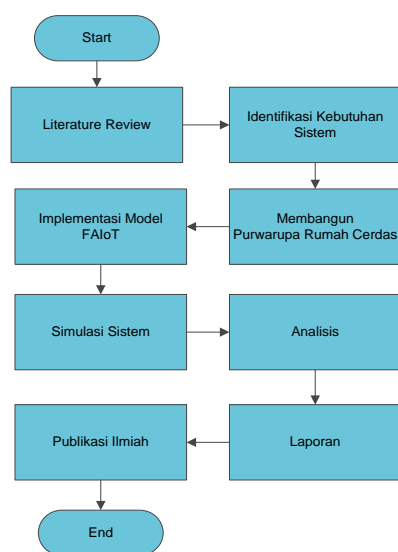 Start
Literature Review
Identifikasi Kebutuhan
Sistem
Membangun
Purwarupa Rumah Cerdas
Implementasi Model
FAIoT
Simulasi Sistem
Analisis
Laporan
Publikasi Ilmiah
End